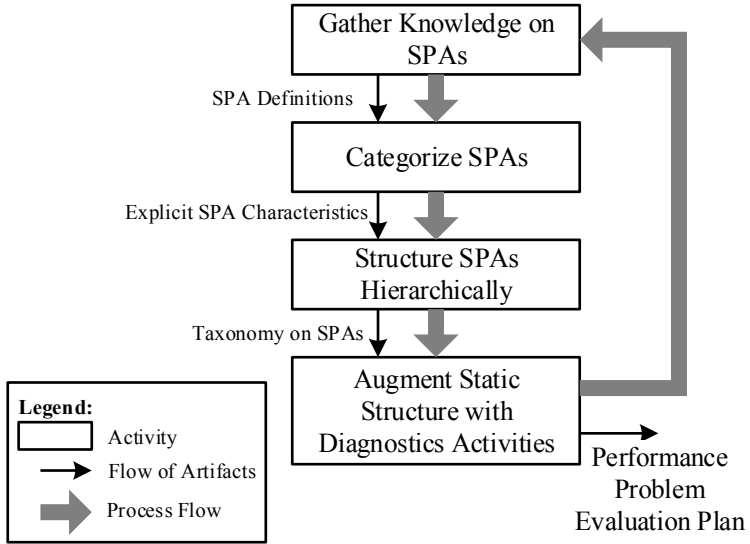 Gather Knowledge on
SPAs
SPA Definitions
Categorize SPAs
Explicit SPA Characteristics
Structure SPAs
Hierarchically
Taxonomy on SPAs
Augment Static
Structure with
Diagnostics Activities
Performance
Problem
Evaluation Plan
Legend:
Activity
Flow of Artifacts
Process Flow